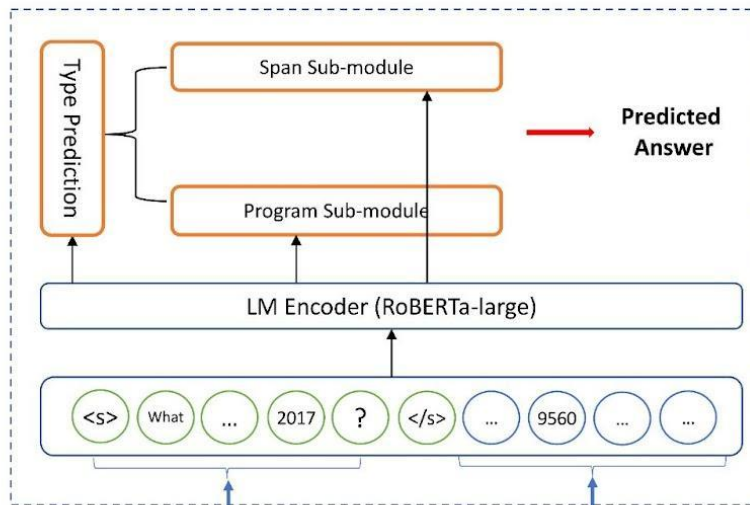 Type Prediction
Span Sub-module
Program Sub-module
Predicted
Answer
LM Encoder (RoBERTa-large)
<s> What ... 2017 ? </s> ... 9560 ... ...